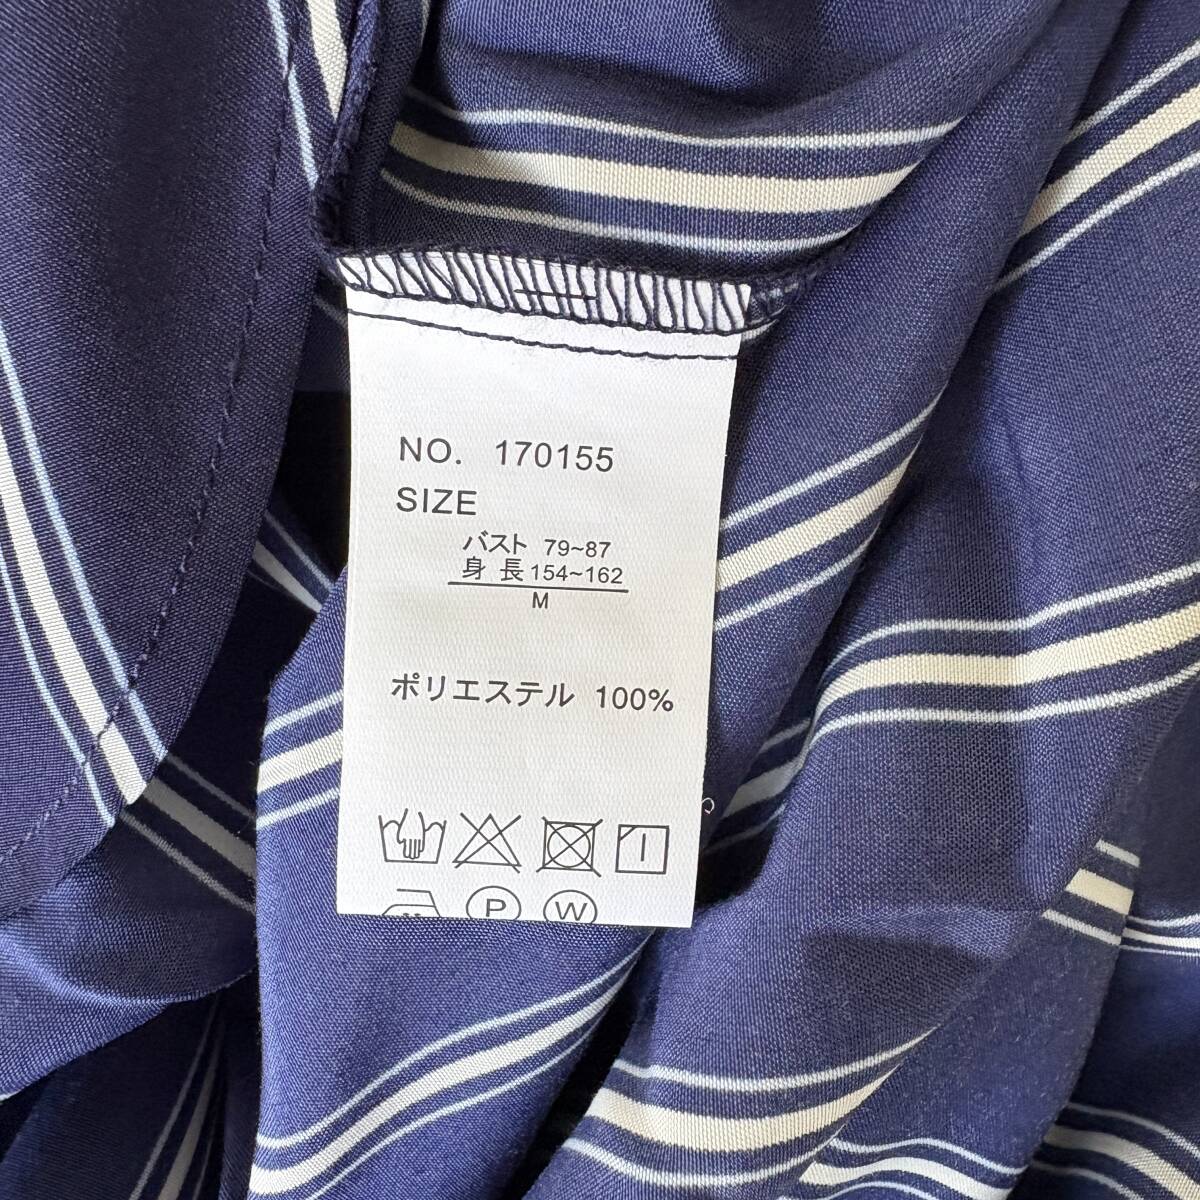 NO. 170155
SIZE
バスト 79~87
身 長 154~162
M
ポリエステル 100%
P W